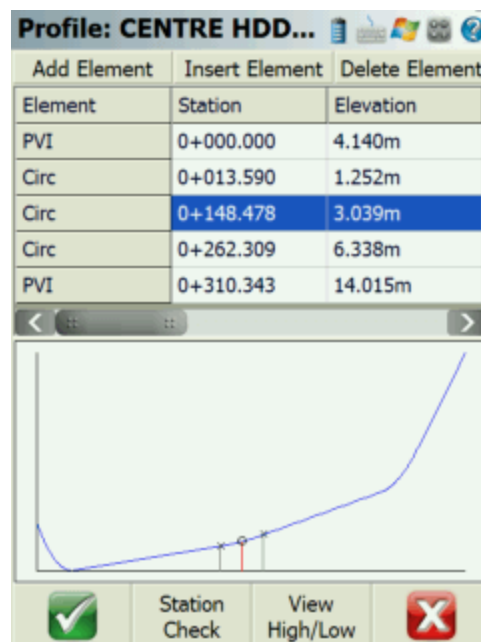 Profile: CENTRE HDD...
Add Element Insert Element Delete Element
Element Station Elevation
PVI 0+000.000 4.140m
Circ 0+013.590 1.252m
Circ 0+148.478 3.039m
Circ 0+262.309 6.338m
PVI 0+310.343 14.015m
Station View
Check High/Low